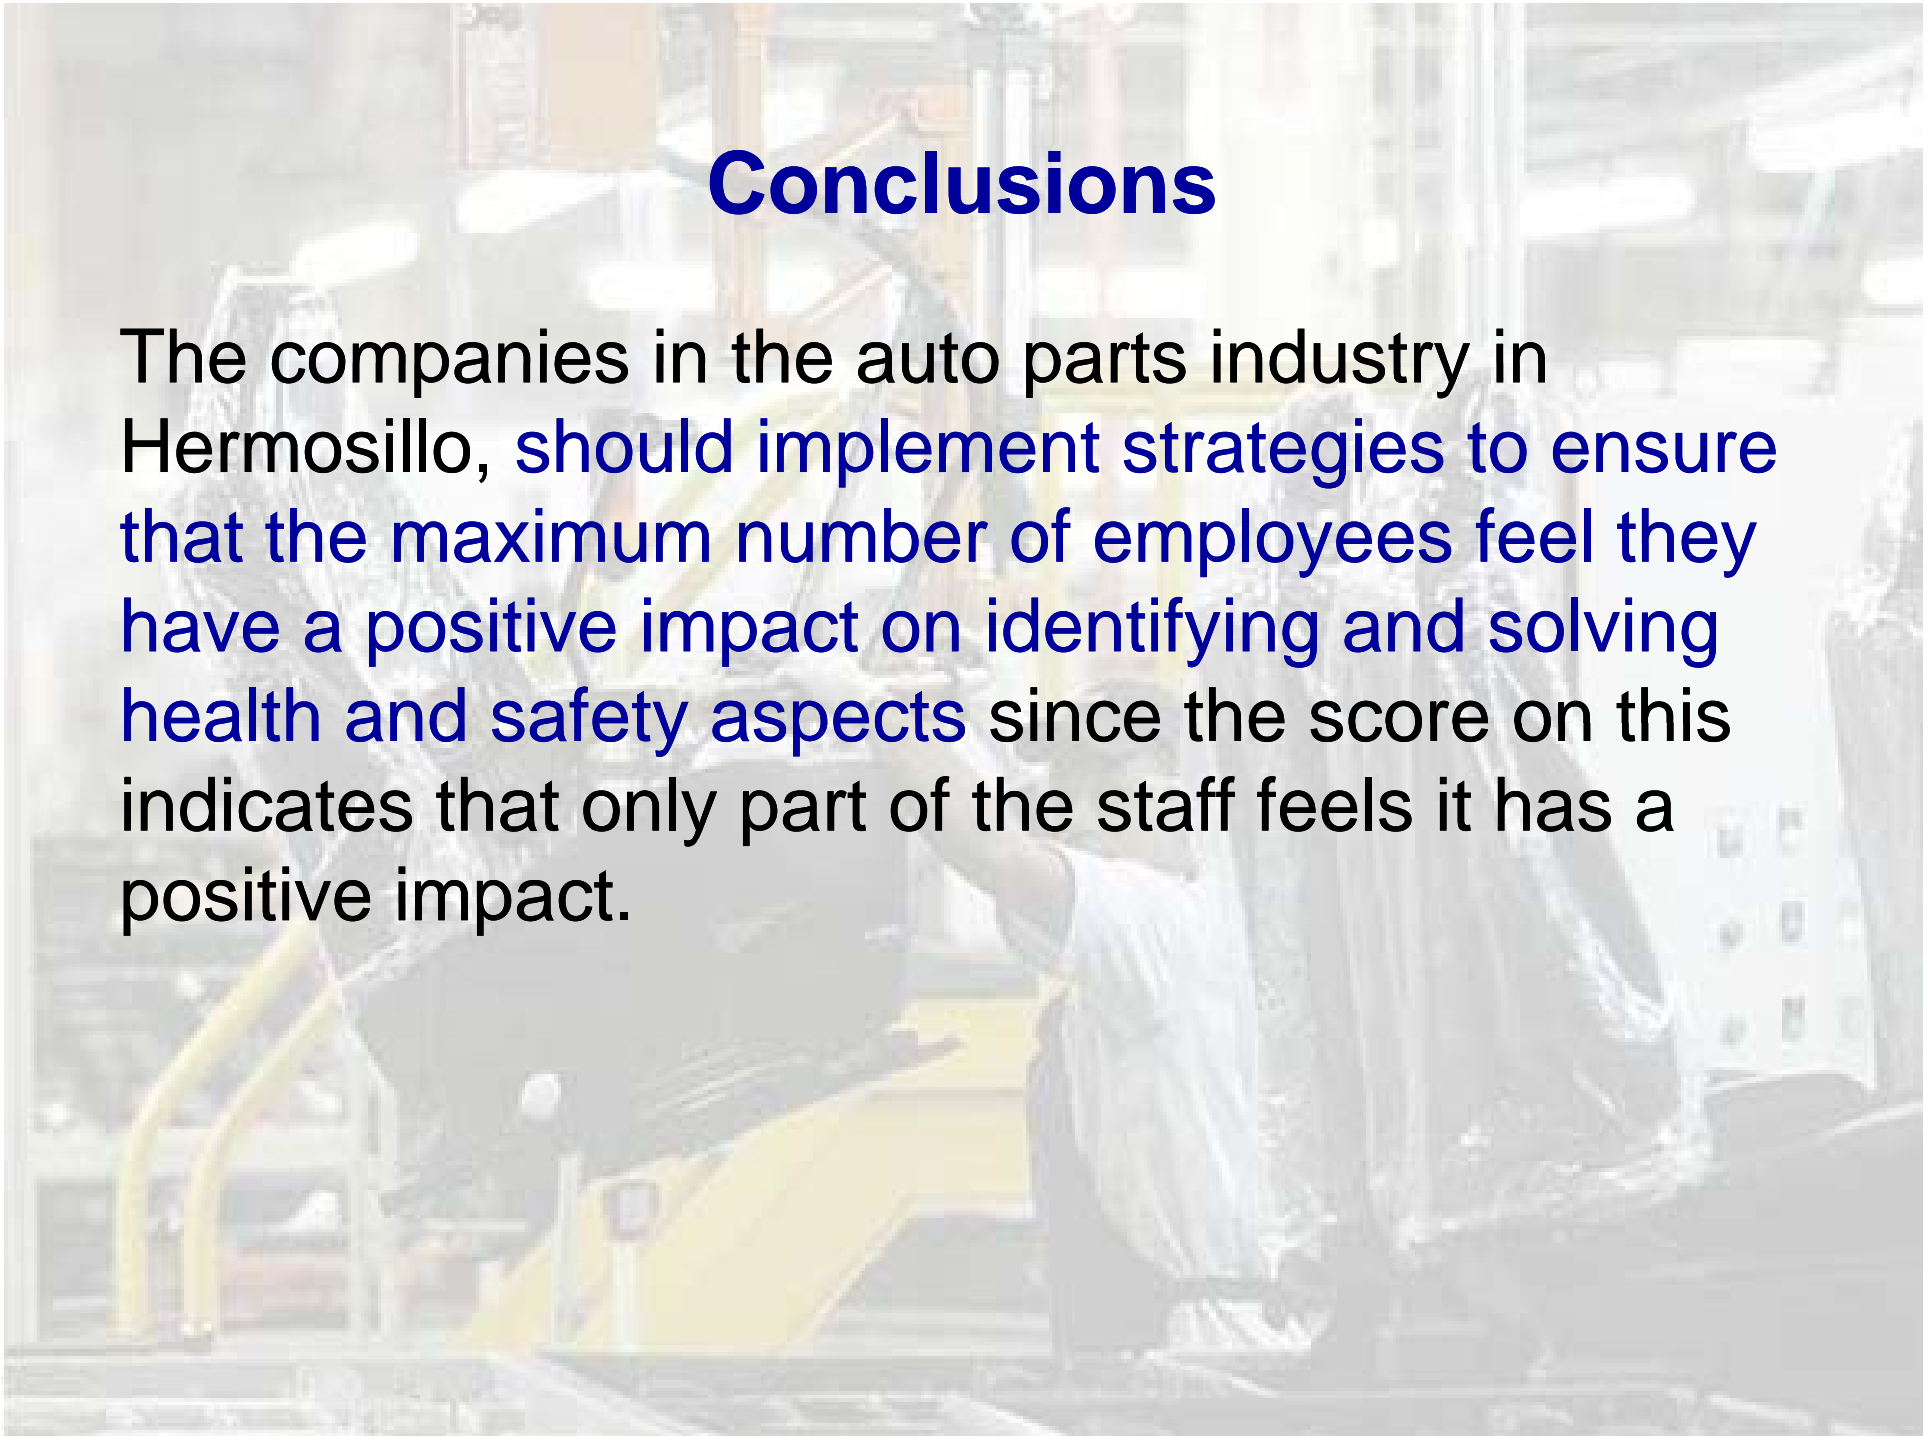 Conclusions
The companies in the auto parts industry in
Hermosillo, should implement strategies to ensure
that the maximum number of employees feel they
have a positive impact on identifying and solving
health and safety aspects since the score on this
indicates that only part of the staff feels it has a
positive impact.